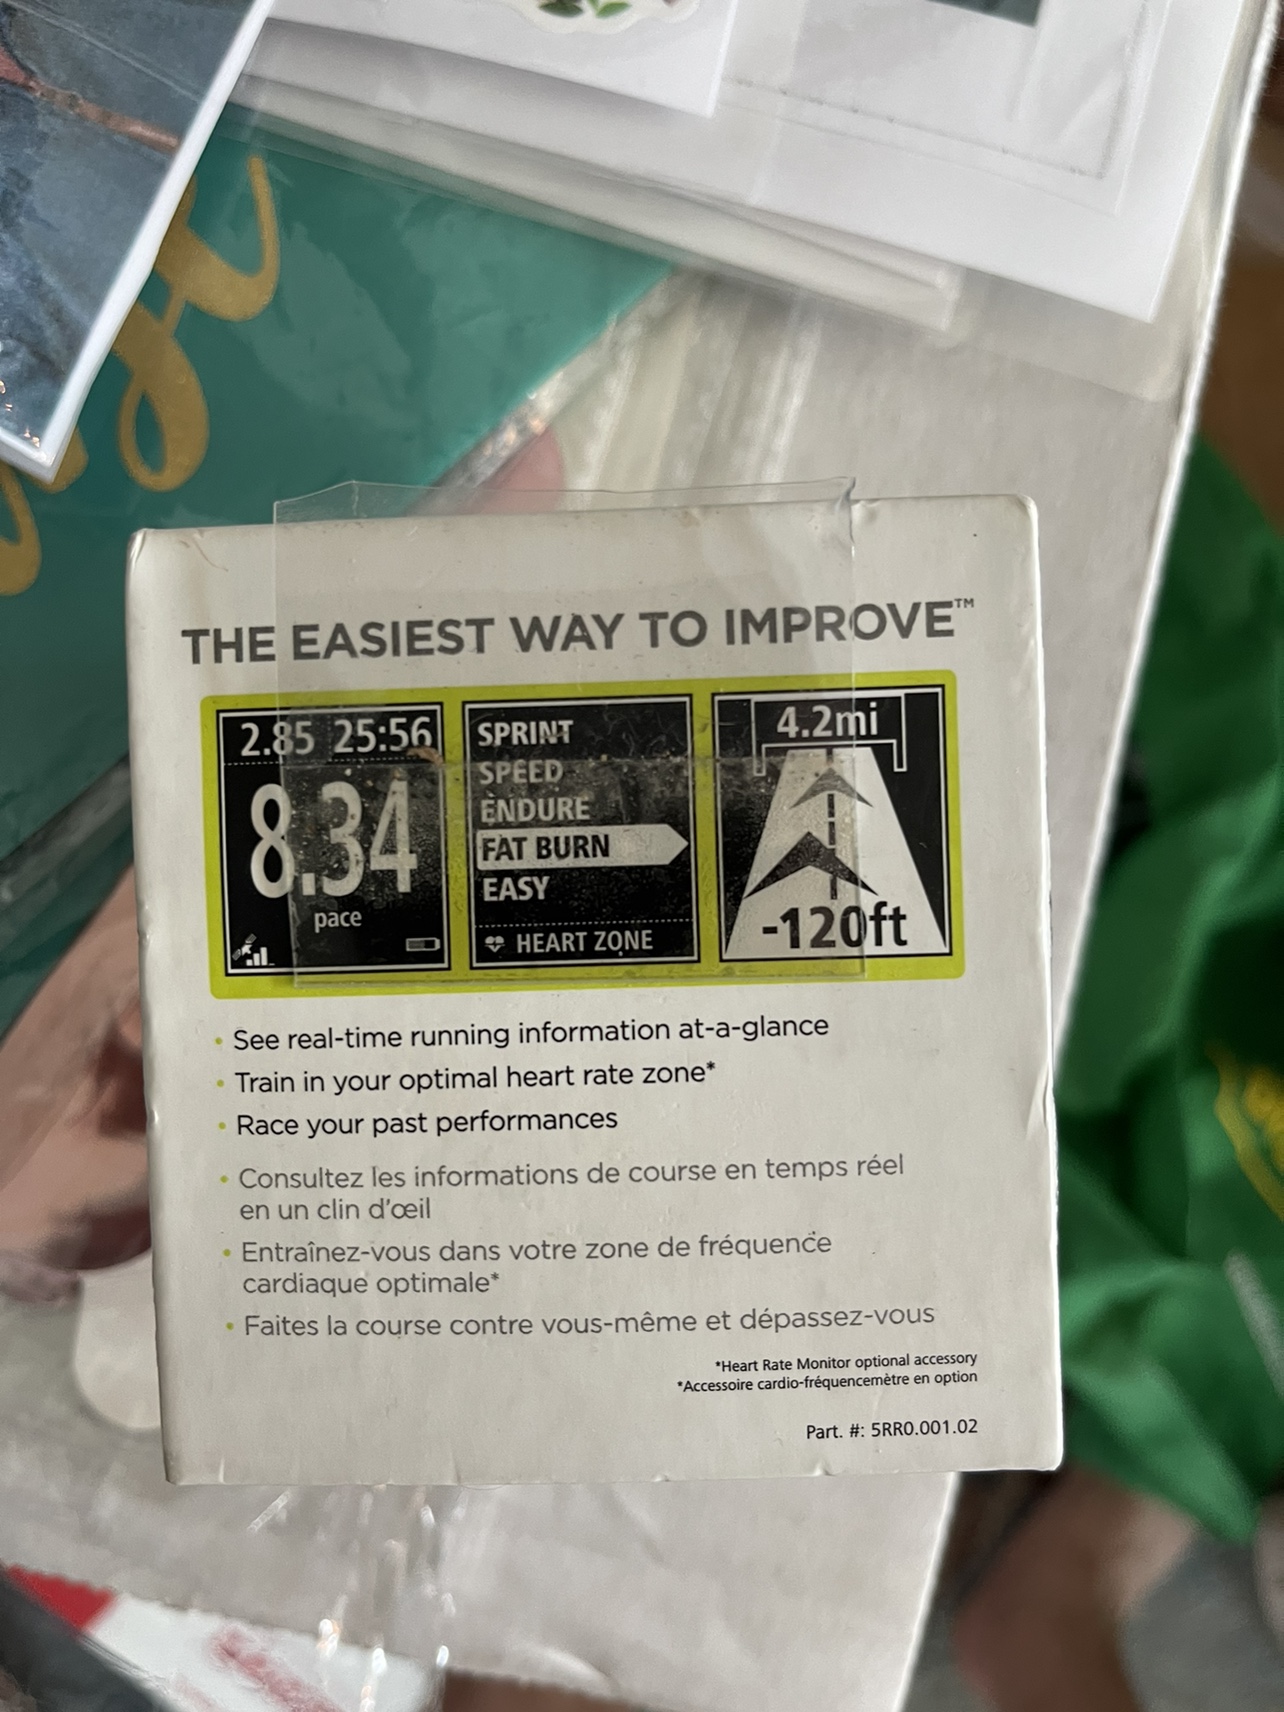 THE EASIEST WAY TO IMPROVE™
2.85 25:56
8.34
pace
SPRINT
SPEED
ENDURE
FAT BURN
EASY
HEART ZONE
4.2mi
-120ft
• See real-time running information at-a-glance
• Train in your optimal heart rate zone*
• Race your past performances
• Consultez les informations de course en temps réel
en un clin d'œil
• Entraînez-vous dans votre zone de fréquence
cardiaque optimale*
• Faites la course contre vous-même et dépassez-vous
*Heart Rate Monitor optional accessory
*Accessoire cardio-fréquencemètre en option
Part. #: 5RR0.001.02